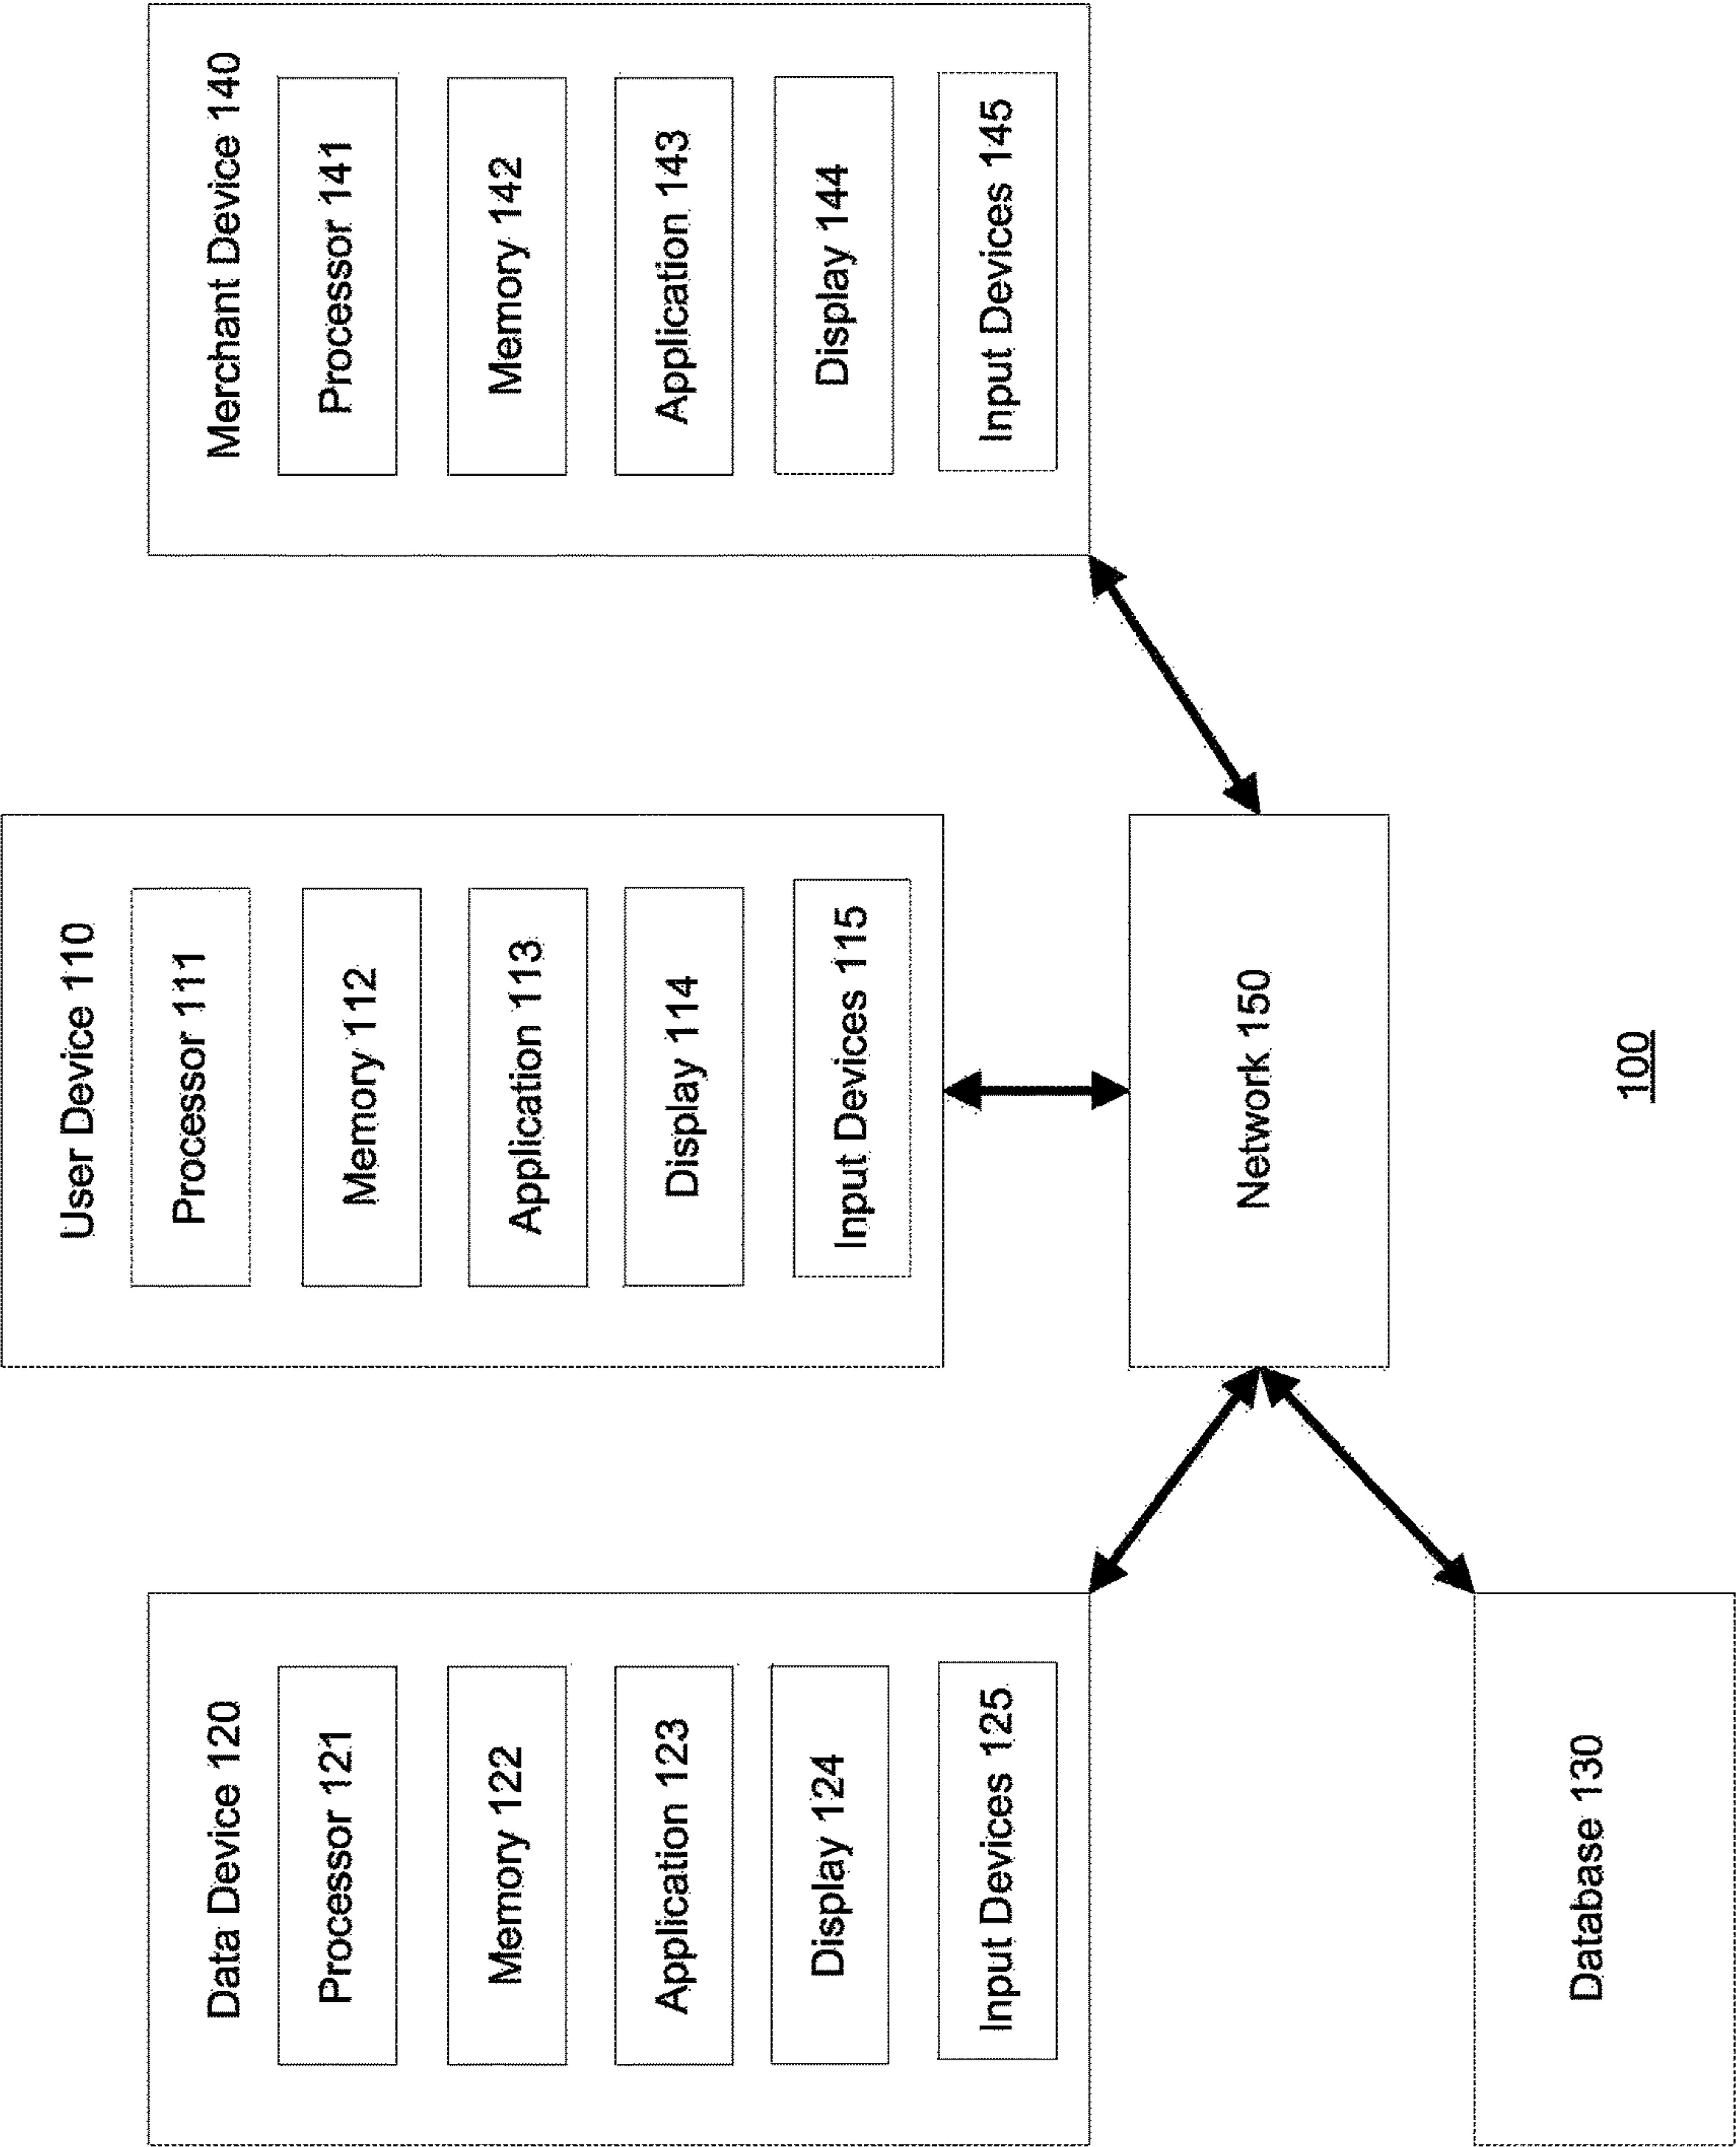 Data Device 120
Processor 121
Memory 122
Application 123
Display 124
Input Devices 125
User Device 110
Processor 111
Memory 112
Application 113
Display 114
Input Devices 115
Merchant Device 140
Processor 141
Memory 142
Application 143
Display 144
Input Devices 145
Network 150
Database 130
100